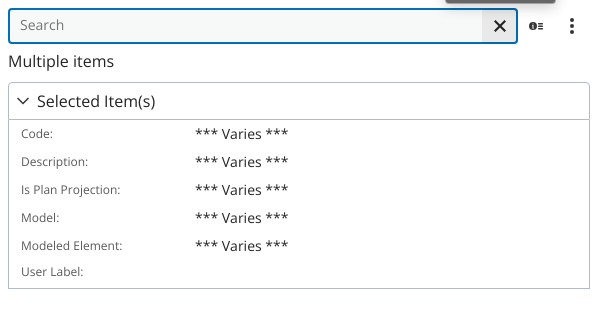 Search
Multiple items
Selected Item(s)
Code: *** Varies ***
Description: *** Varies ***
Is Plan Projection: *** Varies ***
Model: *** Varies ***
Modeled Element: *** Varies ***
User Label: